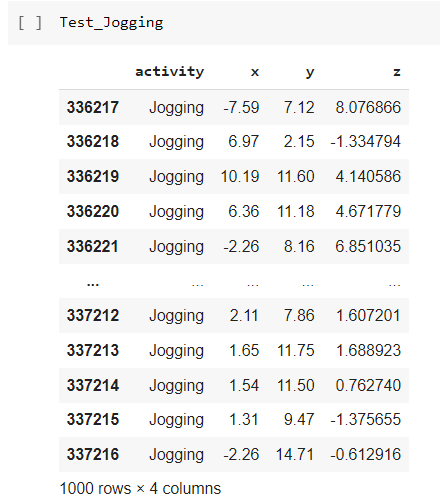 [ ] Test_Jogging
activity x y z
336217 Jogging -7.59 7.12 8.076866
336218 Jogging 6.97 2.15 -1.334794
336219 Jogging 10.19 11.60 4.140586
336220 Jogging 6.36 11.18 4.671779
336221 Jogging -2.26 8.16 6.851035
... ... ... ... ...
337212 Jogging 2.11 7.86 1.607201
337213 Jogging 1.65 11.75 1.688923
337214 Jogging 1.54 11.50 0.762740
337215 Jogging 1.31 9.47 -1.375655
337216 Jogging -2.26 14.71 -0.612916
1000 rows × 4 columns